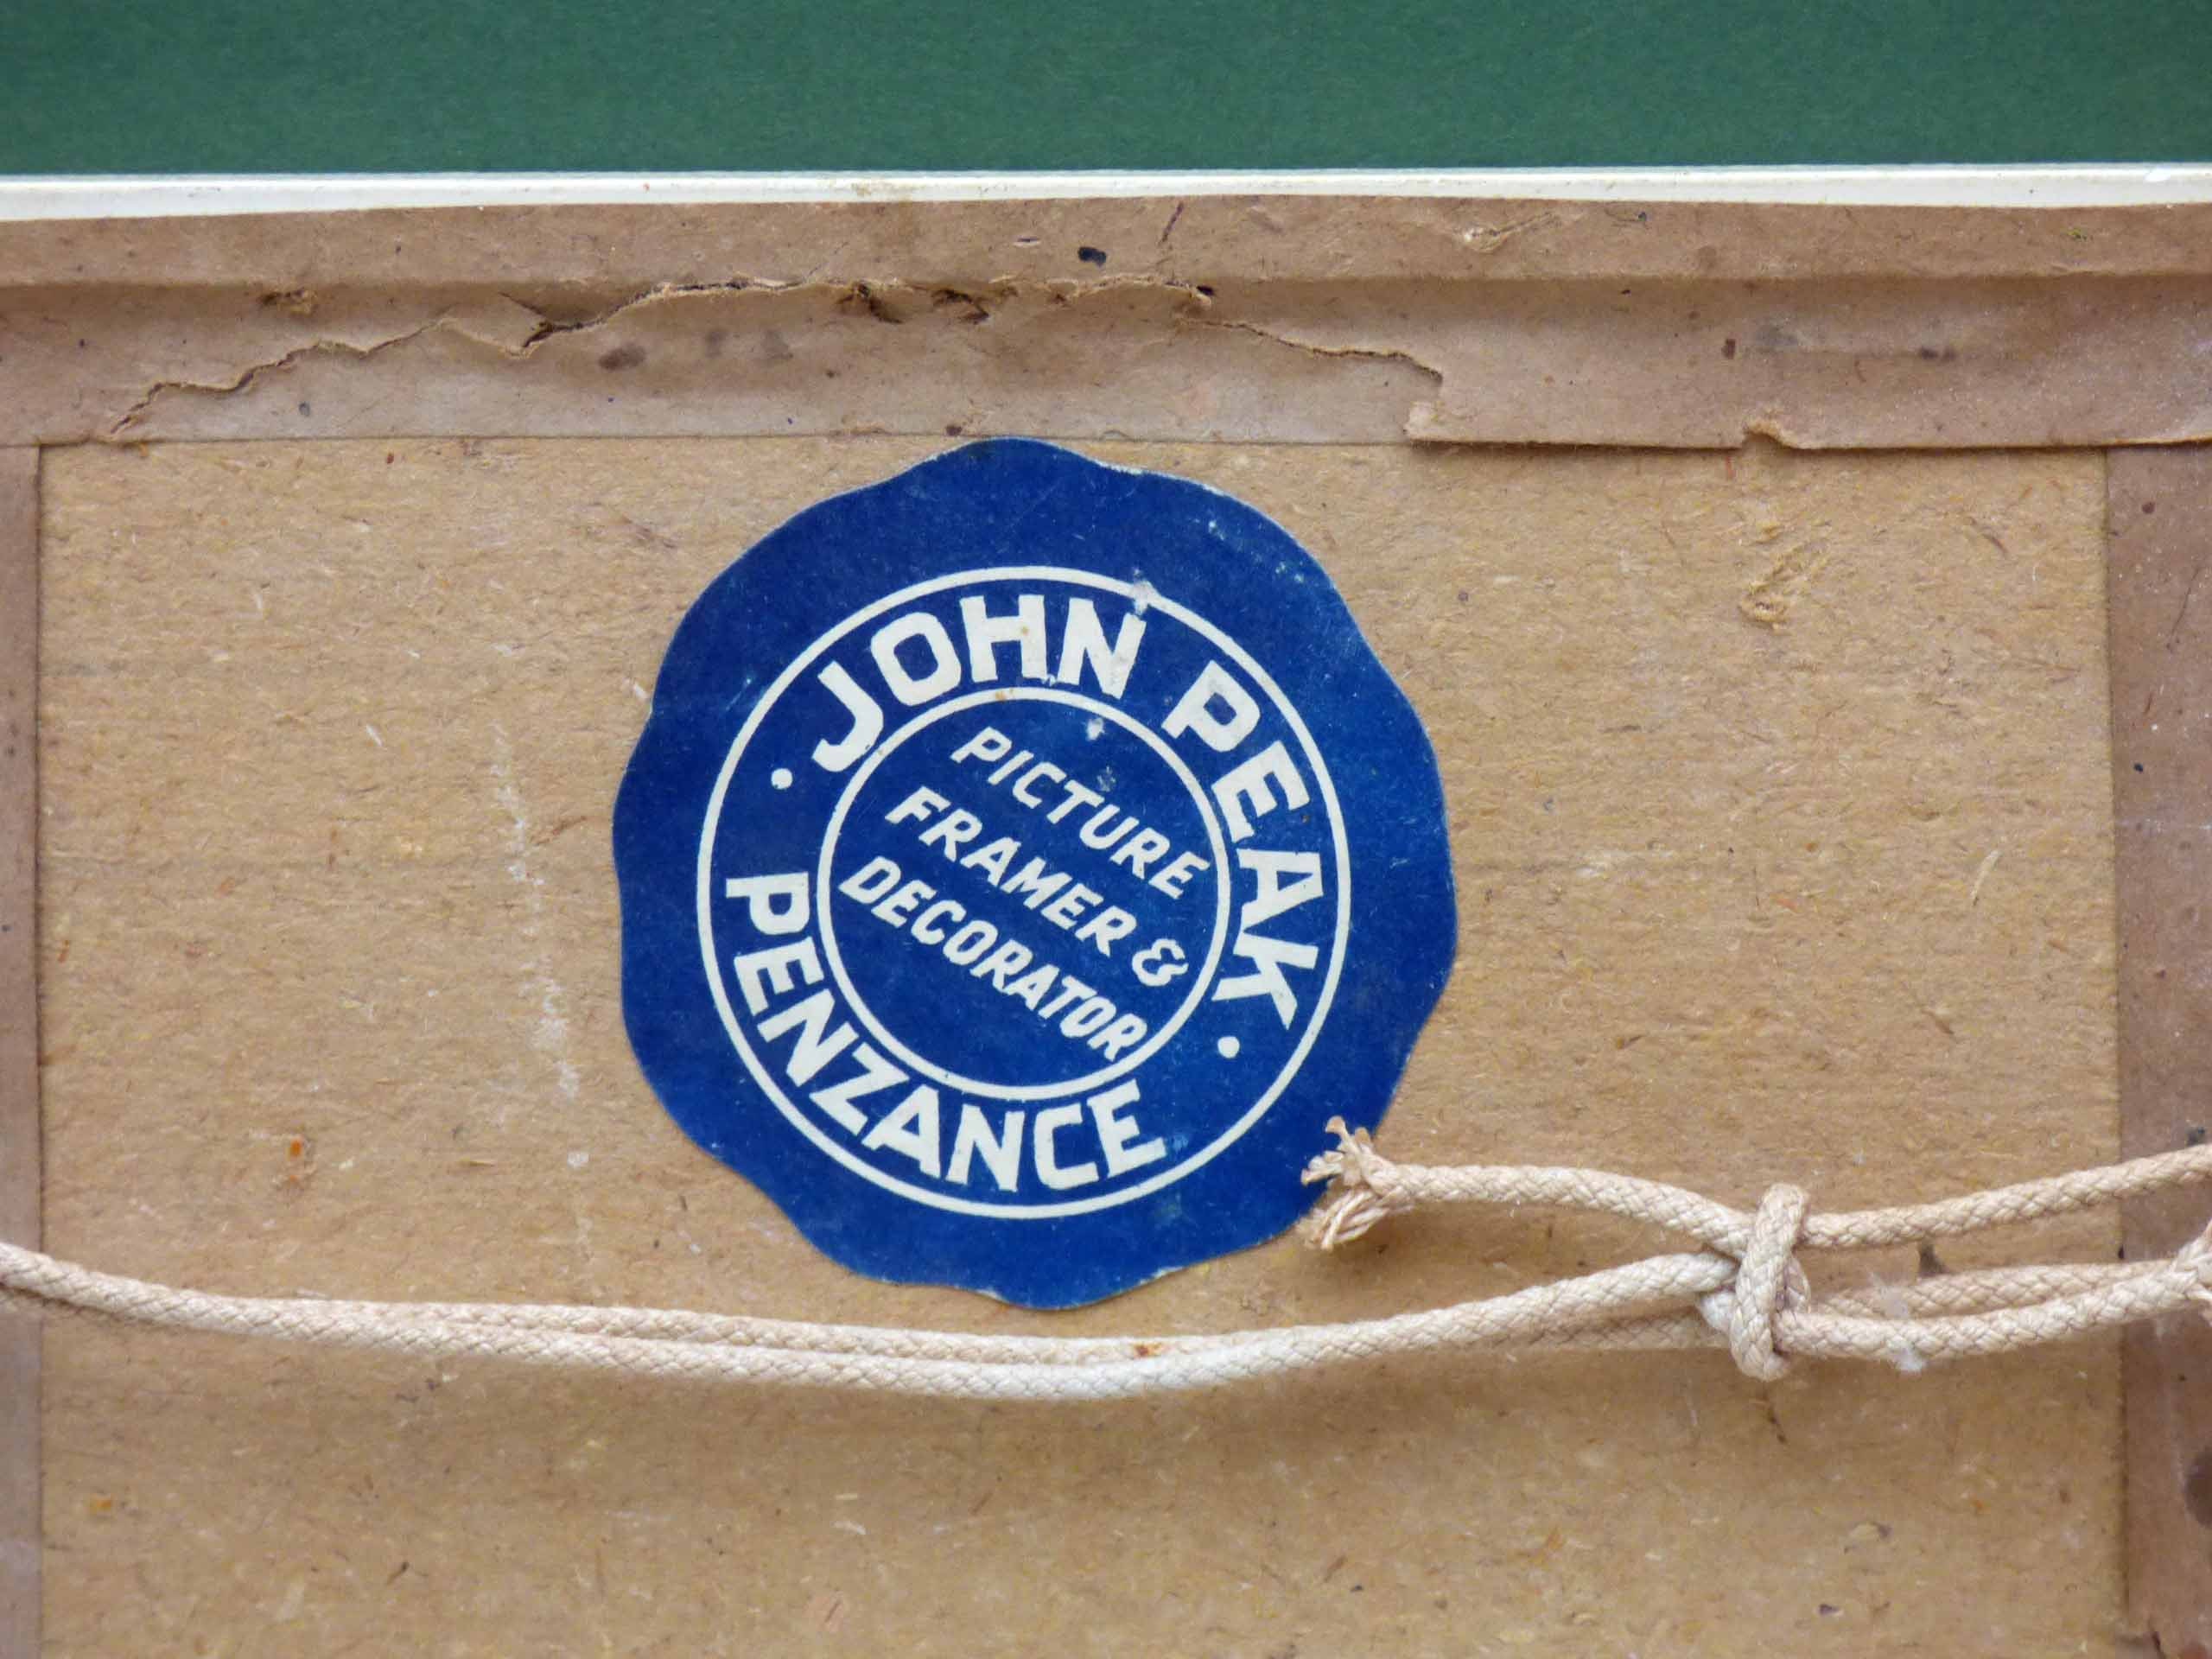 JOHN PEAK
PICTURE
FRAMER &
DECORATOR
PENZANCE